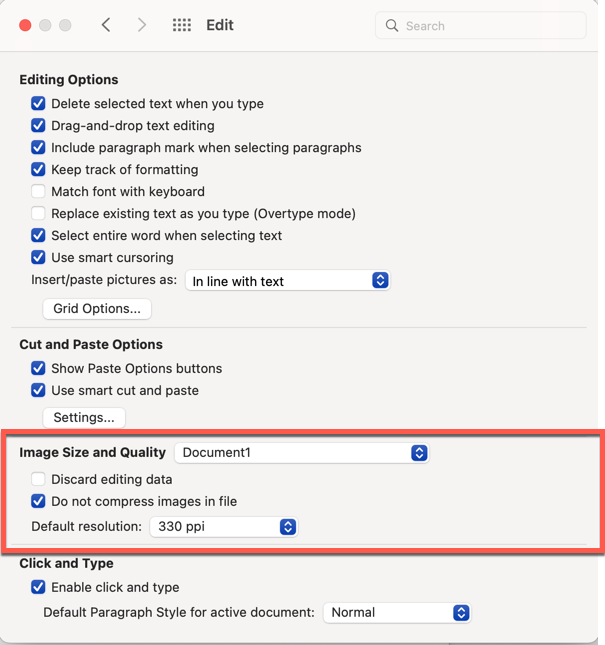 Edit
Search
Editing Options
Delete selected text when you type
Drag-and-drop text editing
Include paragraph mark when selecting paragraphs
Keep track of formatting
Match font with keyboard
Replace existing text as you type (Overtype mode)
Select entire word when selecting text
Use smart cursoring
Insert/paste pictures as: In line with text
Grid Options...
Cut and Paste Options
Show Paste Options buttons
Use smart cut and paste
Settings...
Image Size and Quality Document1
Discard editing data
Do not compress images in file
Default resolution: 330 ppi
Click and Type
Enable click and type
Default Paragraph Style for active document: Normal